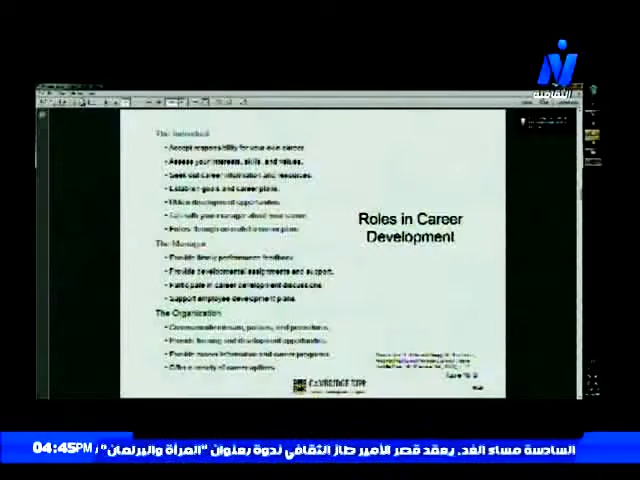 الثقافية
The Individual
• Accept responsibility for your own career.
• Assess your interests, skills, and values.
• Seek out career information and resources.
• Establish goals and career plans.
• Utilize development opportunities.
• Talk with your manager about your career.
• Follow through on realistic career plans.
Roles in Career
Development
The Manager
• Provide timely performance feedback.
• Provide developmental assignments and support.
• Participate in career development discussions.
• Support employee development plans.
The Organization
• Communicate mission, policies, and procedures.
• Provide training and development opportunities.
• Provide career information and career programs.
• Offer a variety of career options.
CAMBRIDGE
04:45PM
السادسة مساء الغد. يعقد قصر الأمير طاز الثقافي ندوة بعنوان "المرأة والبرلمان"